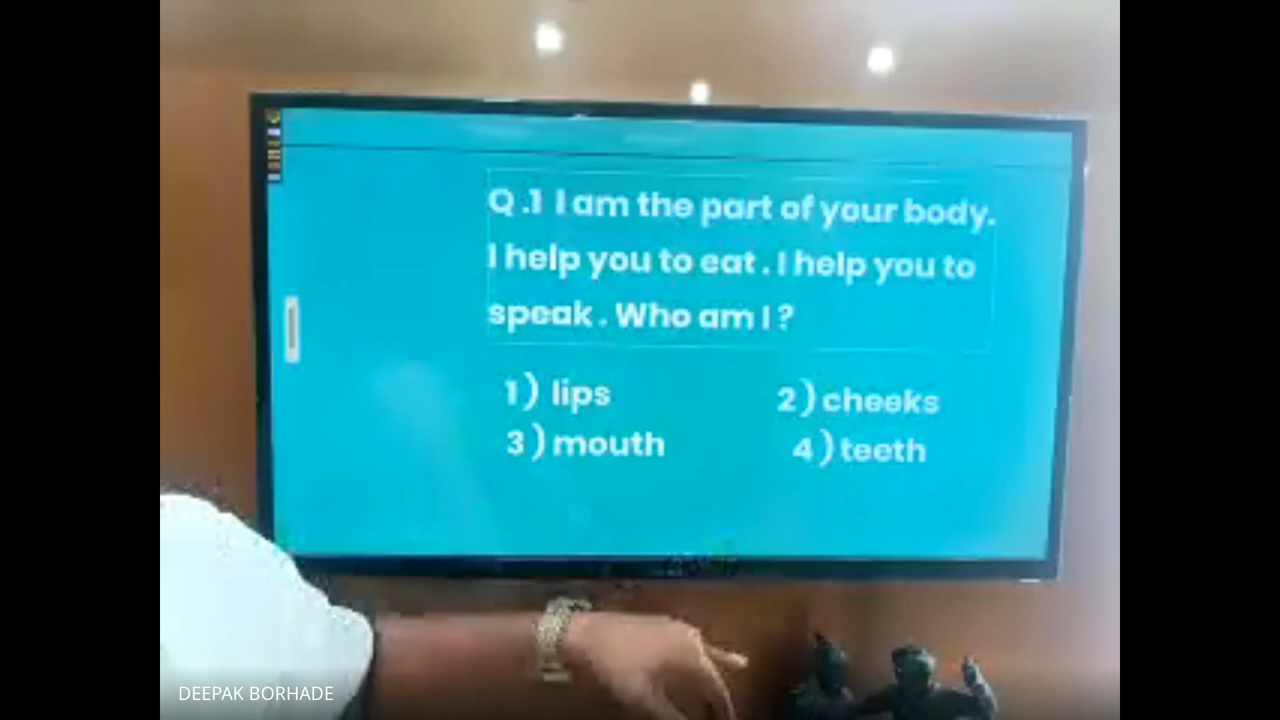 Q .1 I am the part of your body.
I help you to eat . I help you to
speak . Who am I ?
1 ) lips
2 ) cheeks
3 ) mouth
4 ) teeth
DEEPAK BORHADE